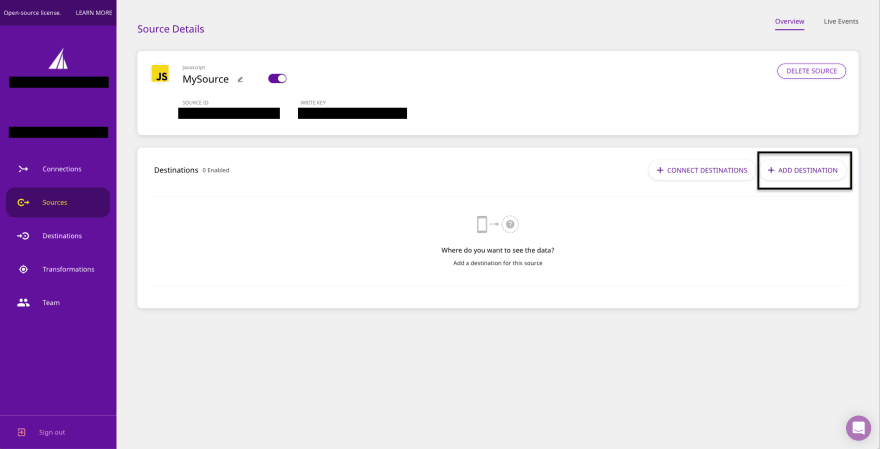 Open-source license. LEARN MORE
Connections
Sources
Destinations
Transformations
Team
Sign out
Source Details
Overview Live Events
JS
Javascript
MySource
DELETE SOURCE
SOURCE ID WRITE KEY
Destinations 0 Enabled
+ CONNECT DESTINATIONS + ADD DESTINATION
?
Where do you want to see the data?
Add a destination for this source